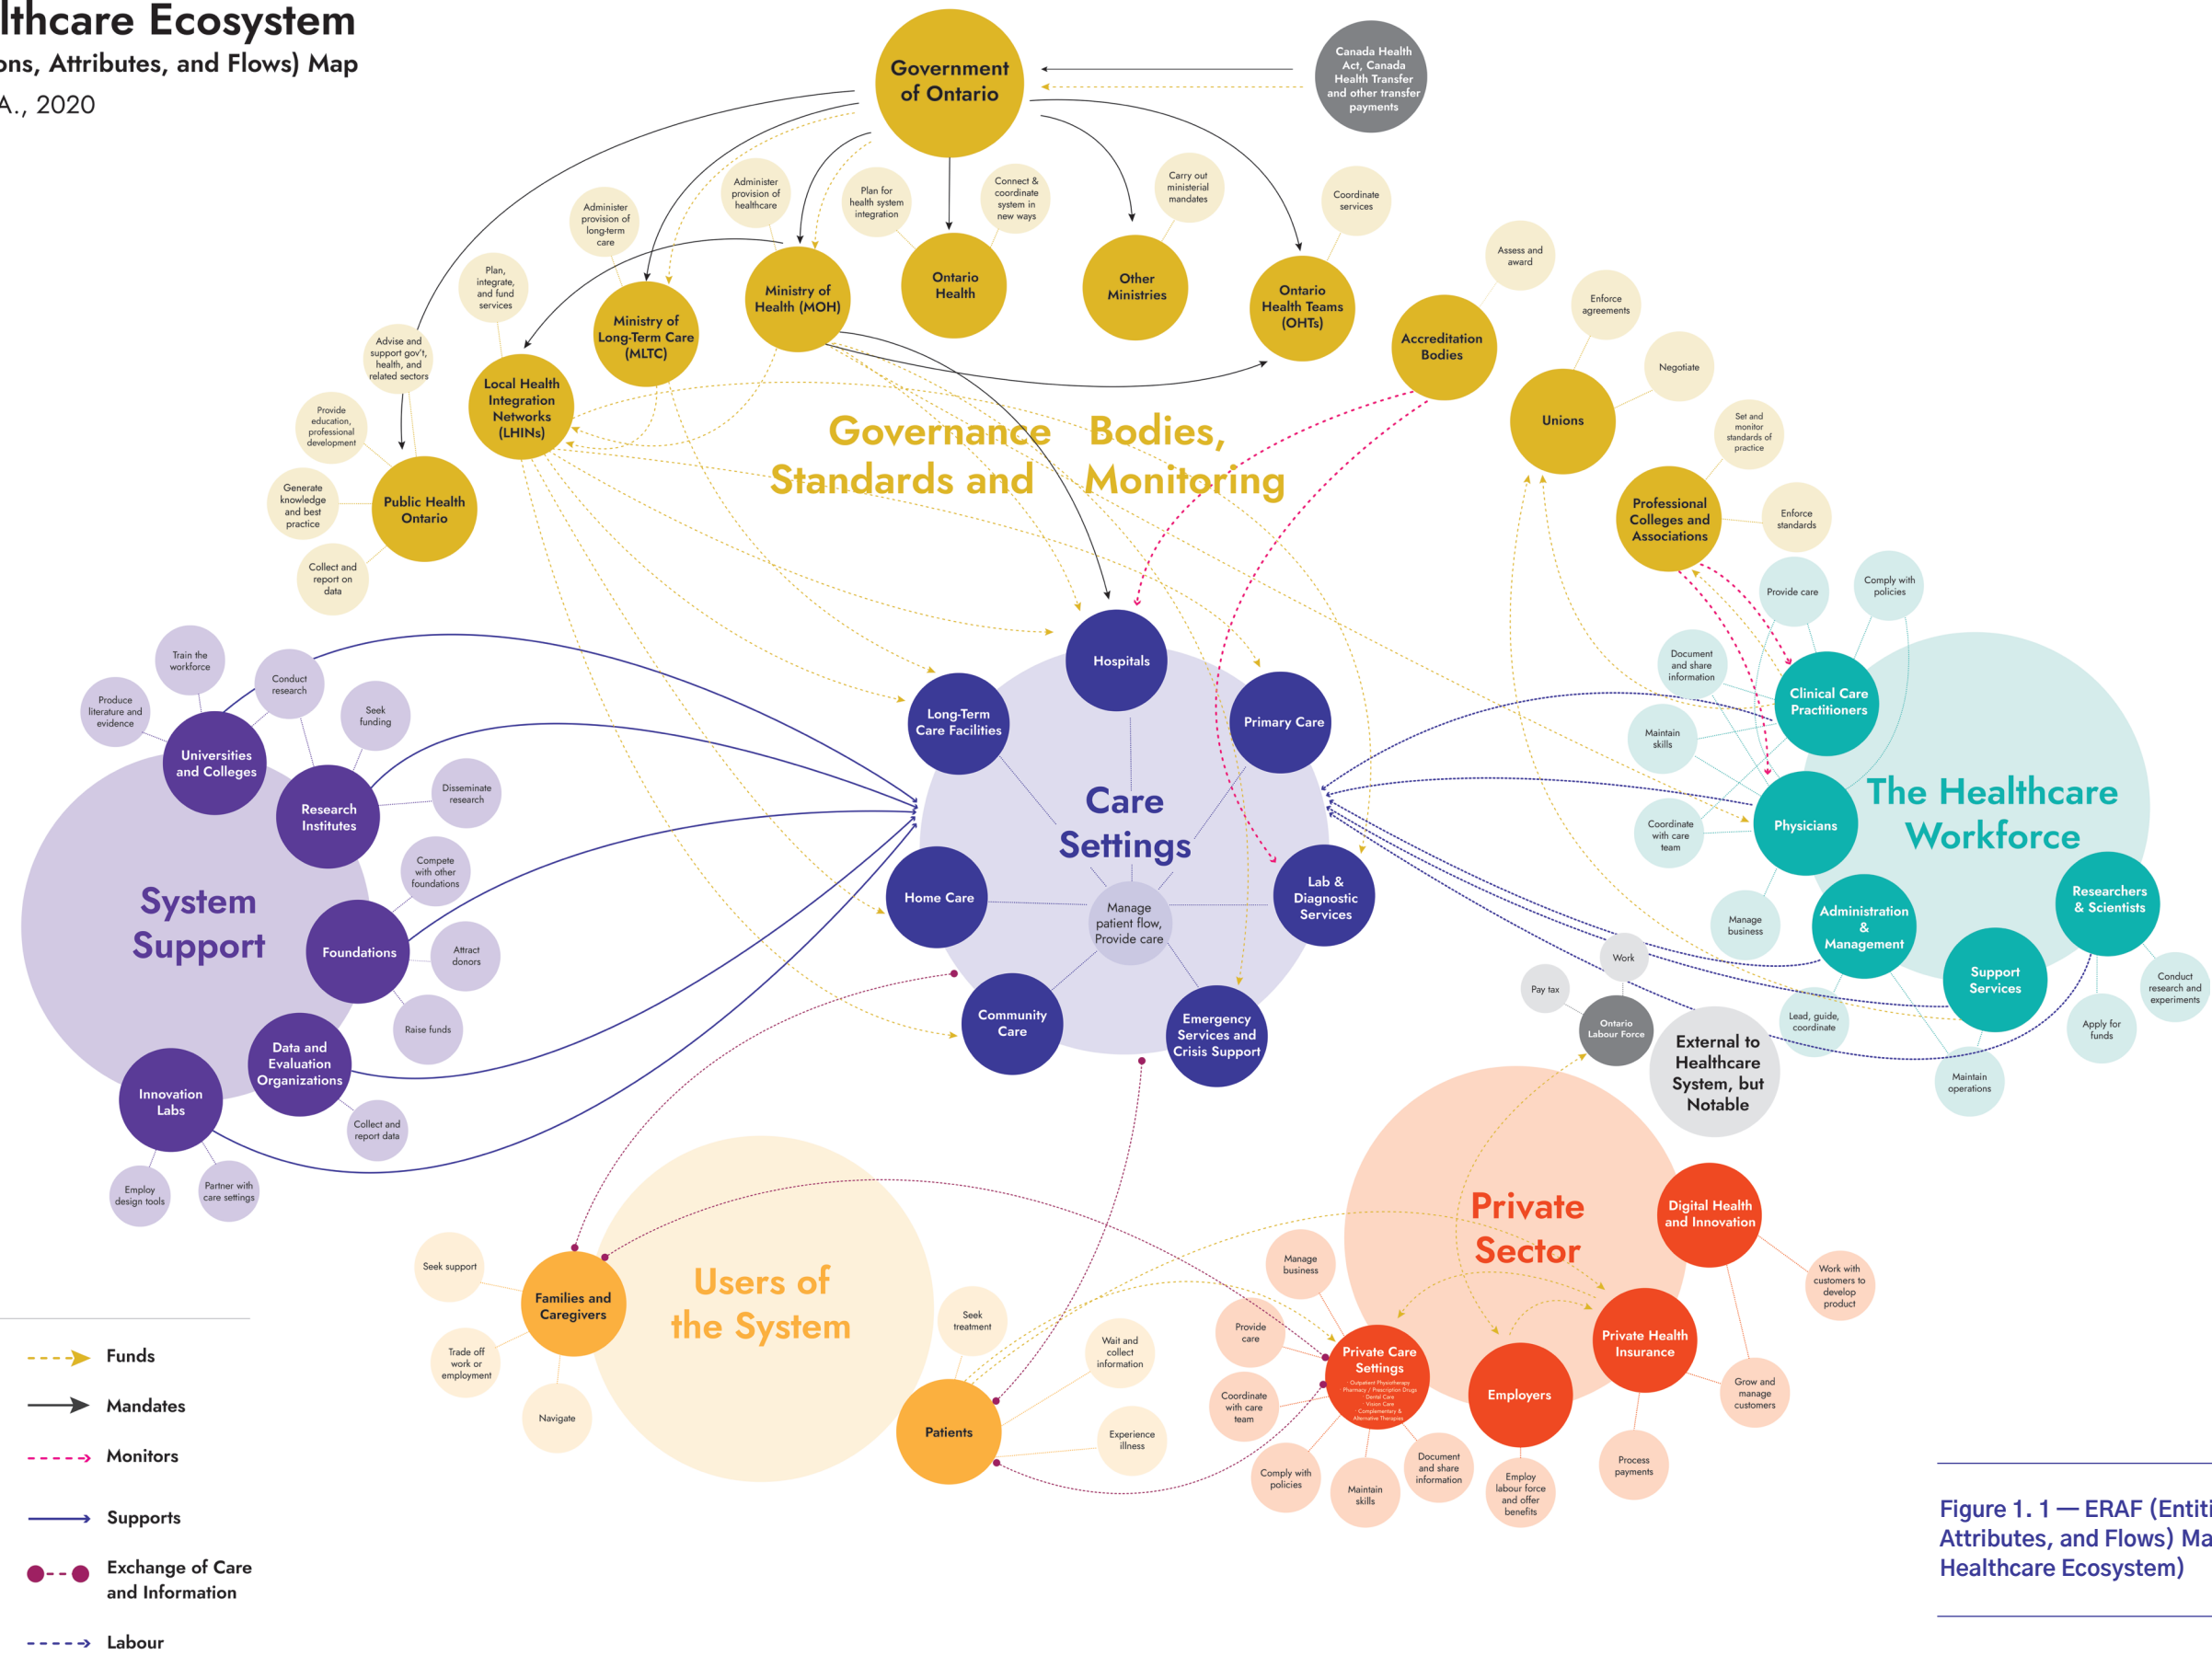 lthcare Ecosystem
ons, Attributes, and Flows) Map
A., 2020
Government
of Ontario
Canada Health
Act, Canada
Health Transfer
and other transfer
payments
Administer
provision of
long-term
care
Administer
provision of
healthcare
Plan for
health system
integration
Connect &
coordinate
system in
new ways
Carry out
ministerial
mandates
Coordinate
services
Plan,
integrate,
and fund
services
Ministry of
Long-Term Care
(MLTC)
Ministry of
Health (MOH)
Ontario
Health
Other
Ministries
Ontario
Health Teams
(OHTs)
Accreditation
Bodies
Assess and
award
Enforce
agreements
Negotiate
Unions
Advise and
support gov't,
health, and
related sectors
Local Health
Integration
Networks
(LHINs)
Provide
education,
professional
development
Generate
knowledge
and best
practice
Collect and
report on
data
Public Health
Ontario
Governance Bodies,
Standards and Monitoring
Set and
monitor
standards of
practice
Professional
Colleges and
Associations
Enforce
standards
Provide care
Comply with
policies
Document
and share
information
Maintain
skills
Coordinate
with care
team
Manage
business
Clinical Care
Practitioners
Physicians
The Healthcare
Workforce
Administration
&
Management
Support
Services
Researchers
& Scientists
Lead, guide,
coordinate
Maintain
operations
Apply for
funds
Conduct
research and
experiments
Train the
workforce
Conduct
research
Produce
literature and
evidence
Seek
funding
Disseminate
research
Universities
and Colleges
Research
Institutes
System
Support
Compete
with other
foundations
Foundations
Attract
donors
Raise funds
Data and
Evaluation
Organizations
Innovation
Labs
Collect and
report data
Employ
design tools
Partner with
care settings
Hospitals
Long-Term
Care Facilities
Primary Care
Care
Settings
Home Care
Manage
patient flow,
Provide care
Lab &
Diagnostic
Services
Community
Care
Emergency
Services and
Crisis Support
Work
Pay tax
Ontario
Labour Force
External to
Healthcare
System, but
Notable
Seek support
Families and
Caregivers
Trade off
work or
employment
Navigate
Users of
the System
Seek
treatment
Wait and
collect
information
Experience
illness
Patients
Private
Sector
Digital Health
and Innovation
Work with
customers to
develop
product
Manage
business
Provide
care
Coordinate
with care
team
Comply with
policies
Maintain
skills
Document
and share
information
Private Care
Settings
· Outpatient Physiotherapy
· Pharmacy / Prescription Drugs
· Dental Care
· Vision Care
· Complementary &
Alternative Therapies
Employers
Employ
labour force
and offer
benefits
Private Health
Insurance
Process
payments
Grow and
manage
customers
Funds
Mandates
Monitors
Supports
Exchange of Care
and Information
Labour
Figure 1. 1 — ERAF (Entiti
Attributes, and Flows) Ma
Healthcare Ecosystem)